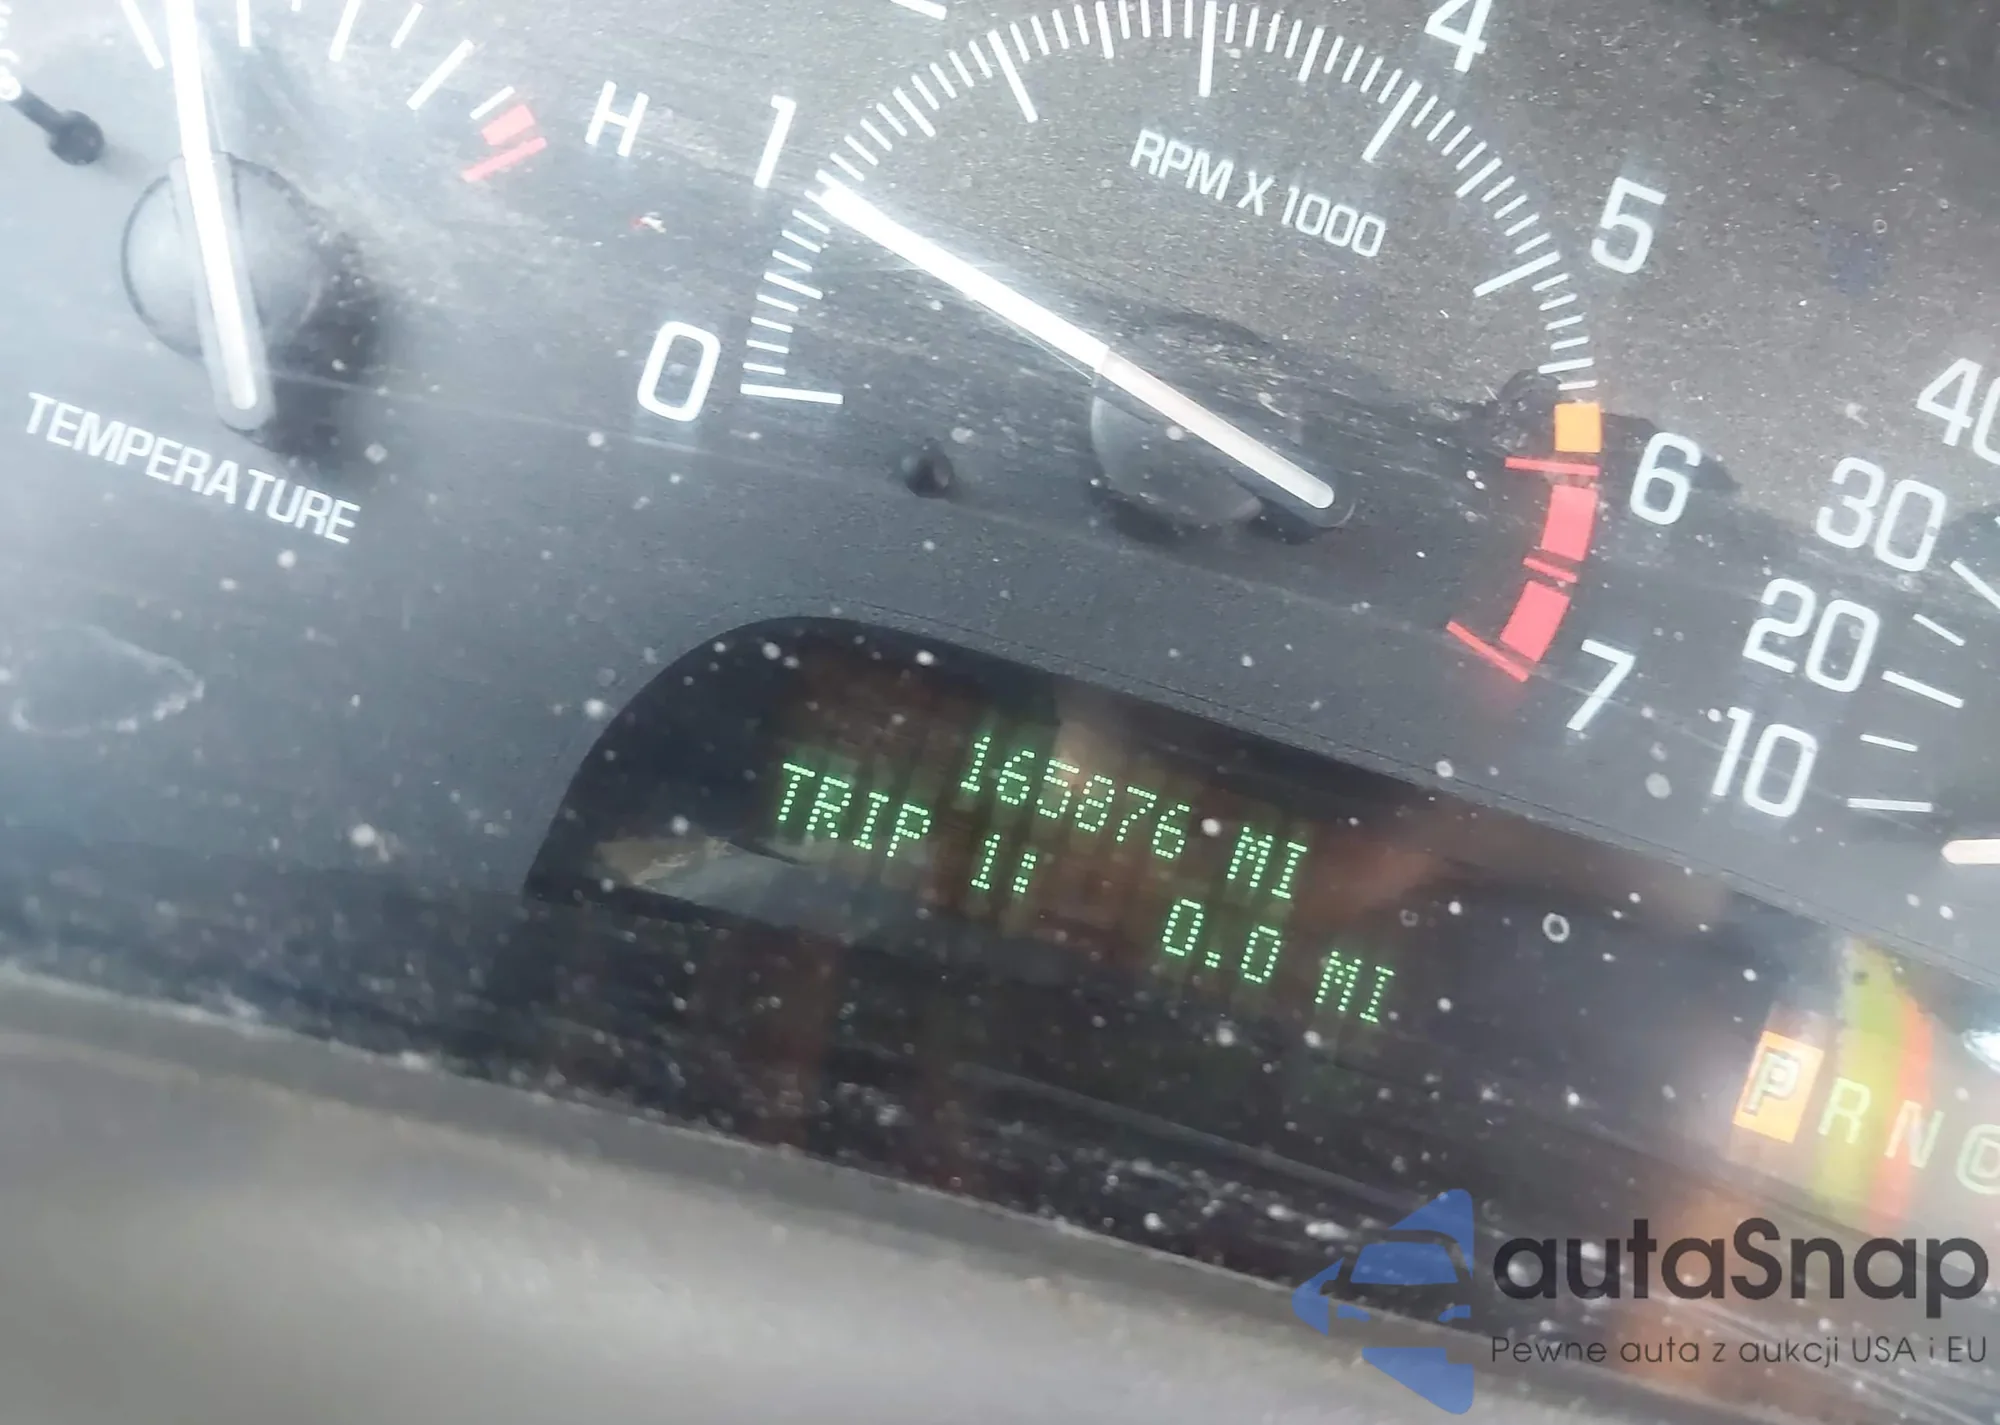 H
TEMPERATURE
0
1
4
5
6
7
RPM X 1000
10
20
30
165876 MI
TRIP 1: 0.0 MI
P R N D
autaSnap
Pewne auta z aukcji USA i EU